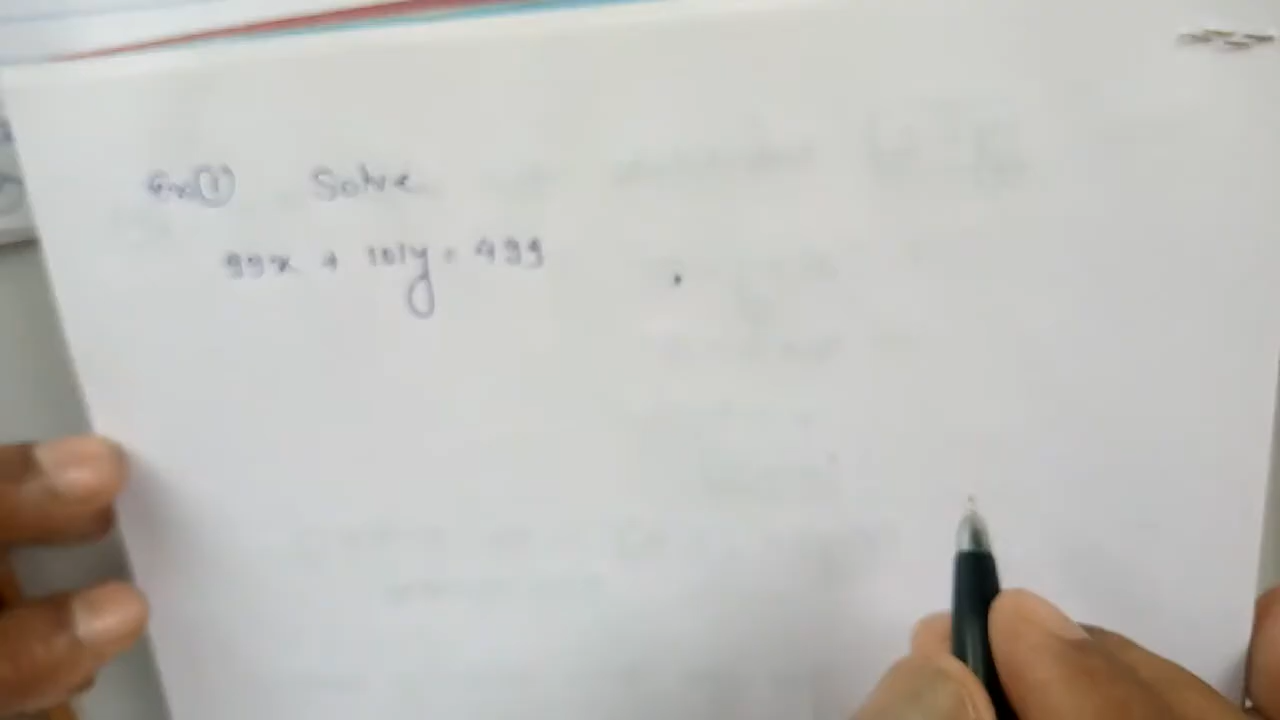 Ex ① Solve
99x + 101y = 499